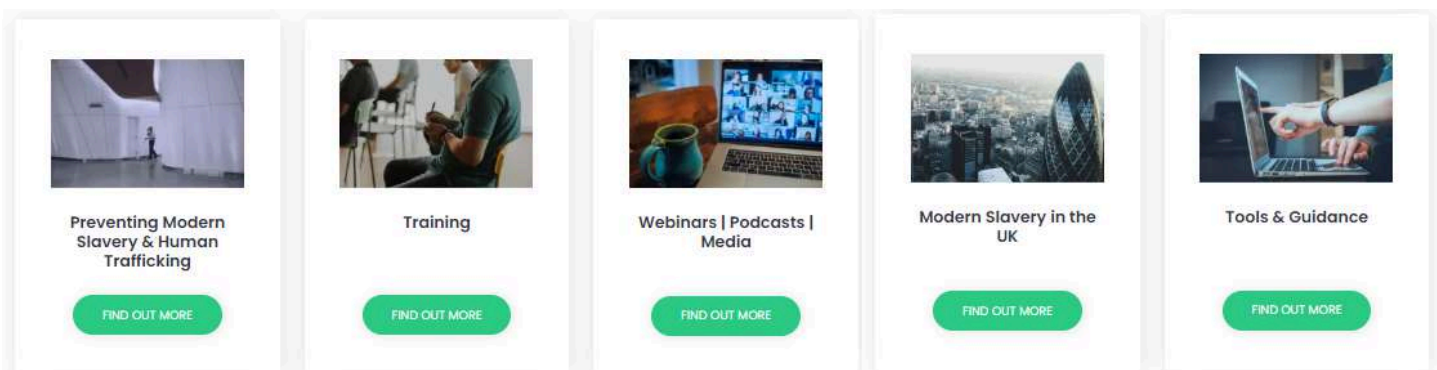 Preventing Modern
Slavery & Human
Trafficking
FIND OUT MORE
Training
FIND OUT MORE
Webinars | Podcasts |
Media
FIND OUT MORE
Modern Slavery in the
UK
FIND OUT MORE
Tools & Guidance
FIND OUT MORE